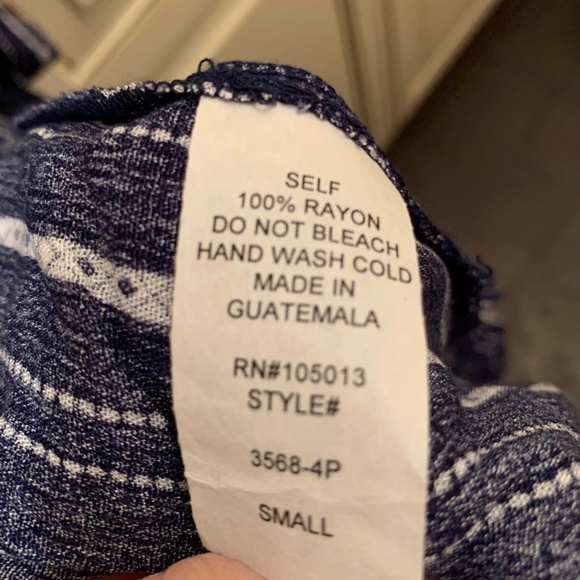 SELF
100% RAYON
DO NOT BLEACH
HAND WASH COLD
MADE IN
GUATEMALA
RN#105013
STYLE#
3568-4P
SMALL